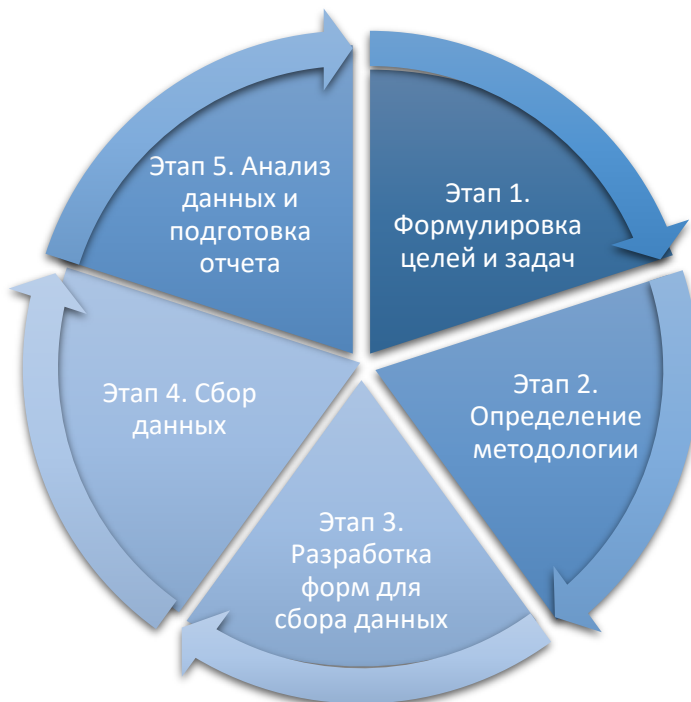 Этап 1.
Формулировка
целей и задач
Этап 2.
Определение
методологии
Этап 3.
Разработка
форм для
сбора данных
Этап 4. Сбор
данных
Этап 5. Анализ
данных и
подготовка
отчета